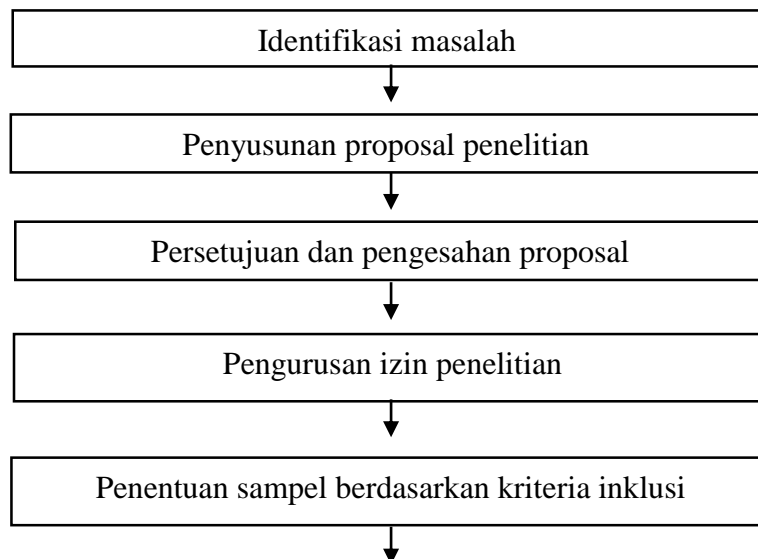 Identifikasi masalah
Penyusunan proposal penelitian
Persetujuan dan pengesahan proposal
Pengurusan izin penelitian
Penentuan sampel berdasarkan kriteria inklusi